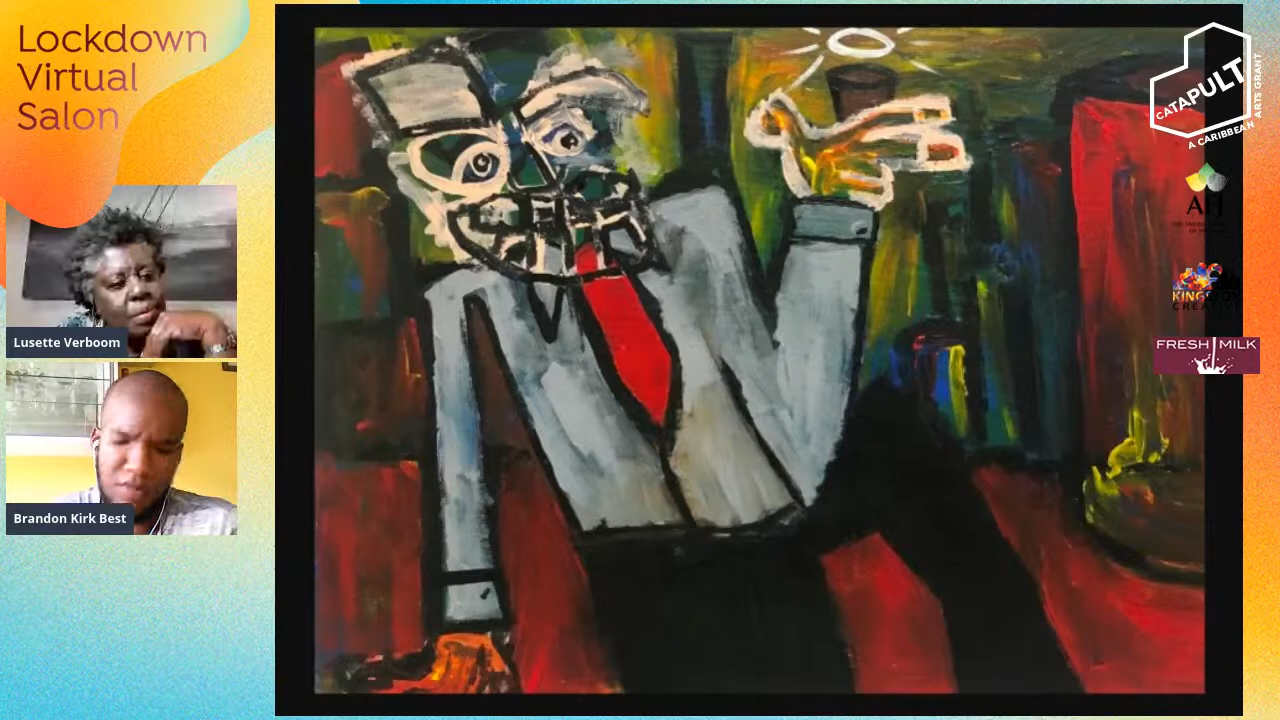 Lockdown
Virtual
Salon
CATAPULT
A CARIBBEAN
ARTS GRANT
Lusette Verboom
Brandon Kirk Best
FRESH MILK